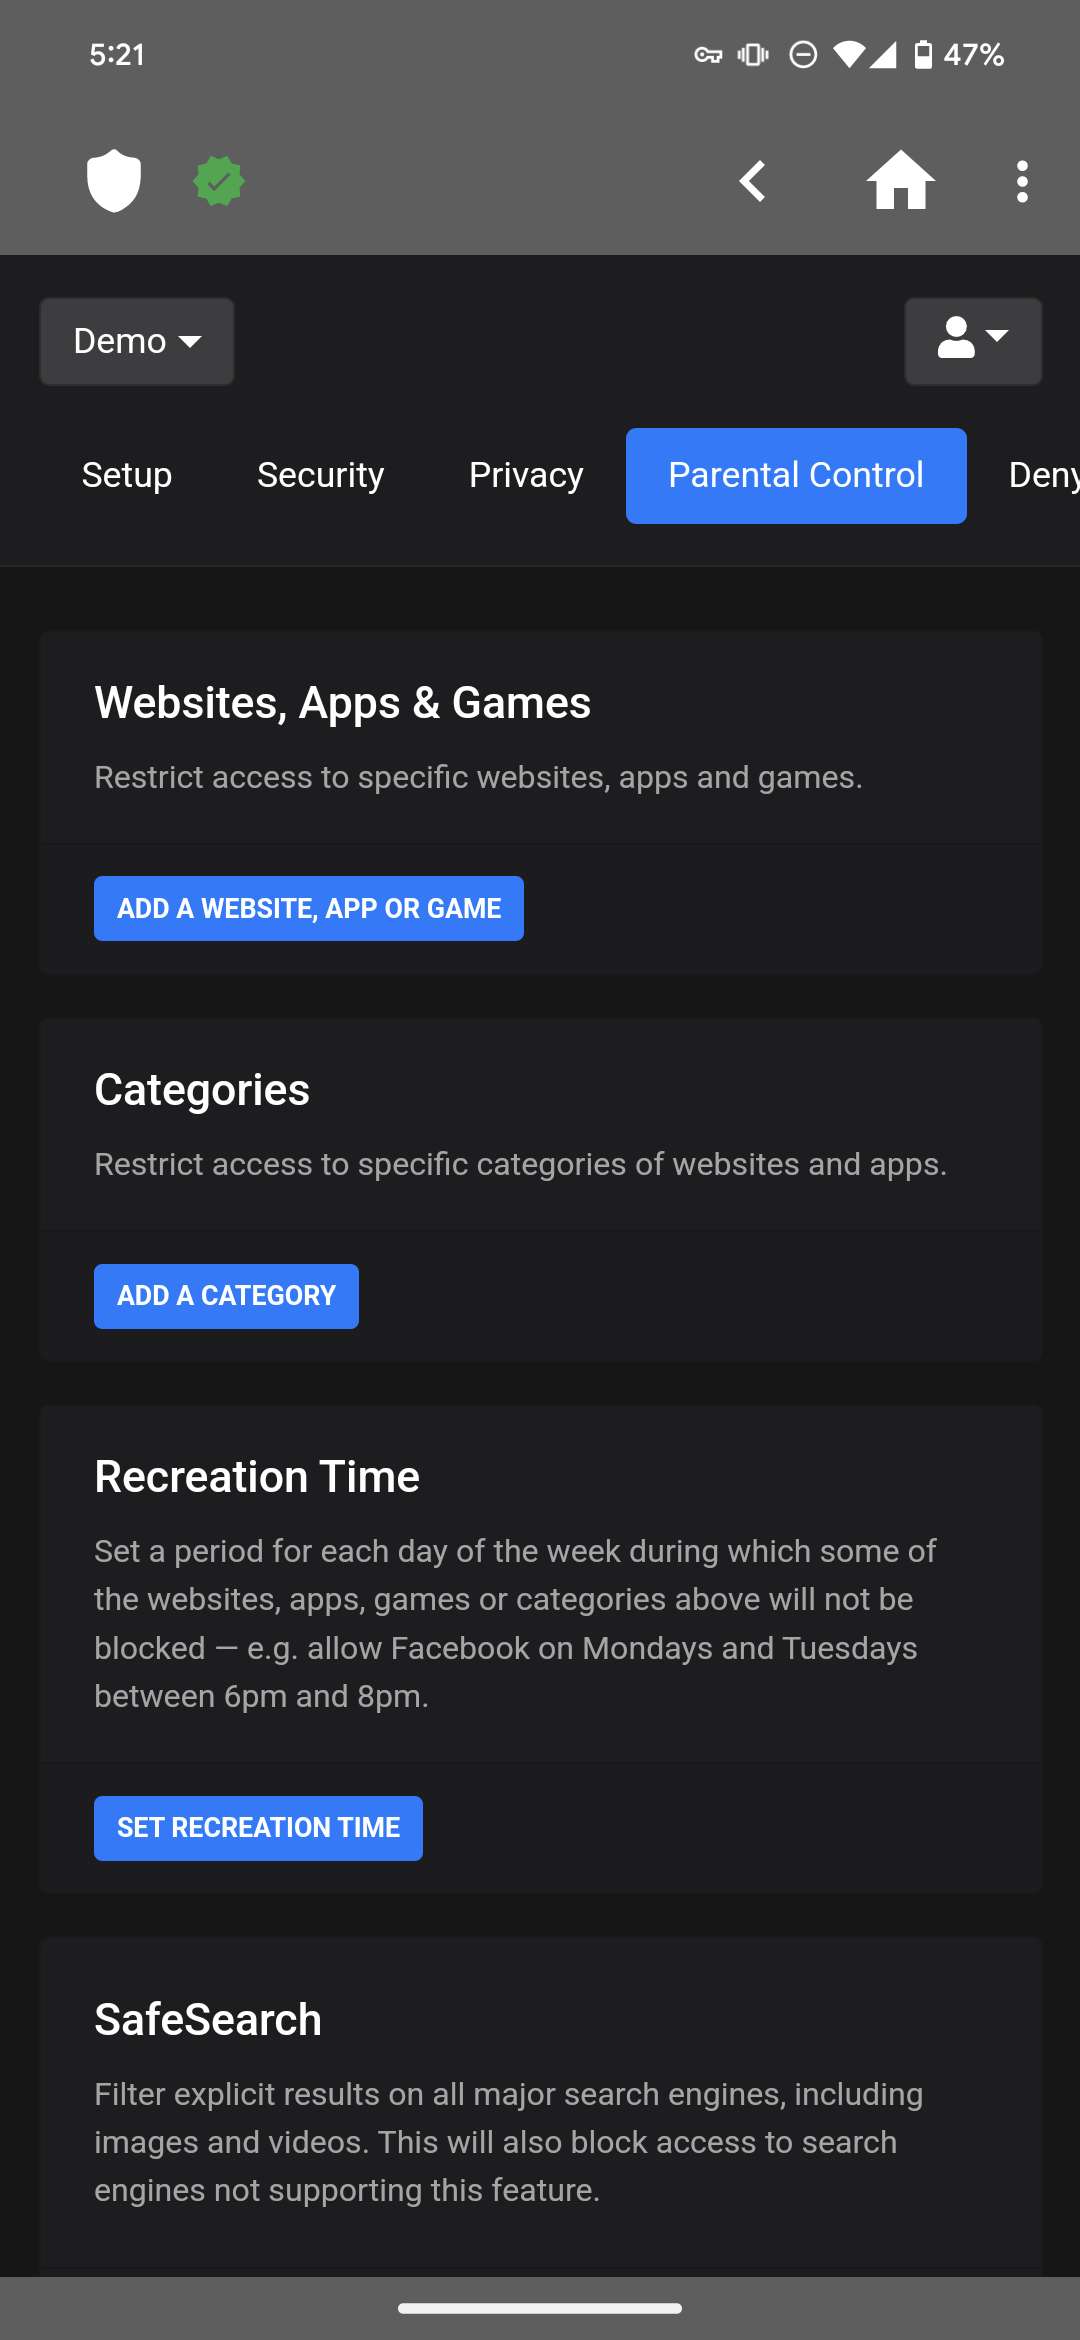 5:21
47%
Demo
Setup Security Privacy Parental Control Deny
Websites, Apps & Games
Restrict access to specific websites, apps and games.
ADD A WEBSITE, APP OR GAME
Categories
Restrict access to specific categories of websites and apps.
ADD A CATEGORY
Recreation Time
Set a period for each day of the week during which some of
the websites, apps, games or categories above will not be
blocked — e.g. allow Facebook on Mondays and Tuesdays
between 6pm and 8pm.
SET RECREATION TIME
SafeSearch
Filter explicit results on all major search engines, including
images and videos. This will also block access to search
engines not supporting this feature.